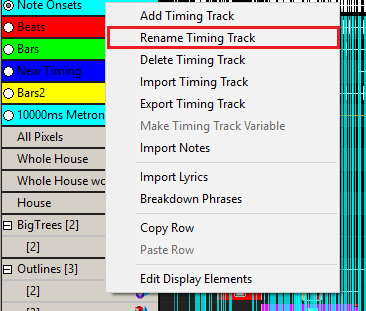 Note Onsets
Beats
Bars
New Timing
Bars2
10000ms Metron
All Pixels
Whole House
Whole House wo
House
BigTrees [2]
[2]
Outlines [3]
[2]
[2]
Add Timing Track
Rename Timing Track
Delete Timing Track
Import Timing Track
Export Timing Track
Make Timing Track Variable
Import Notes
Import Lyrics
Breakdown Phrases
Copy Row
Paste Row
Edit Display Elements